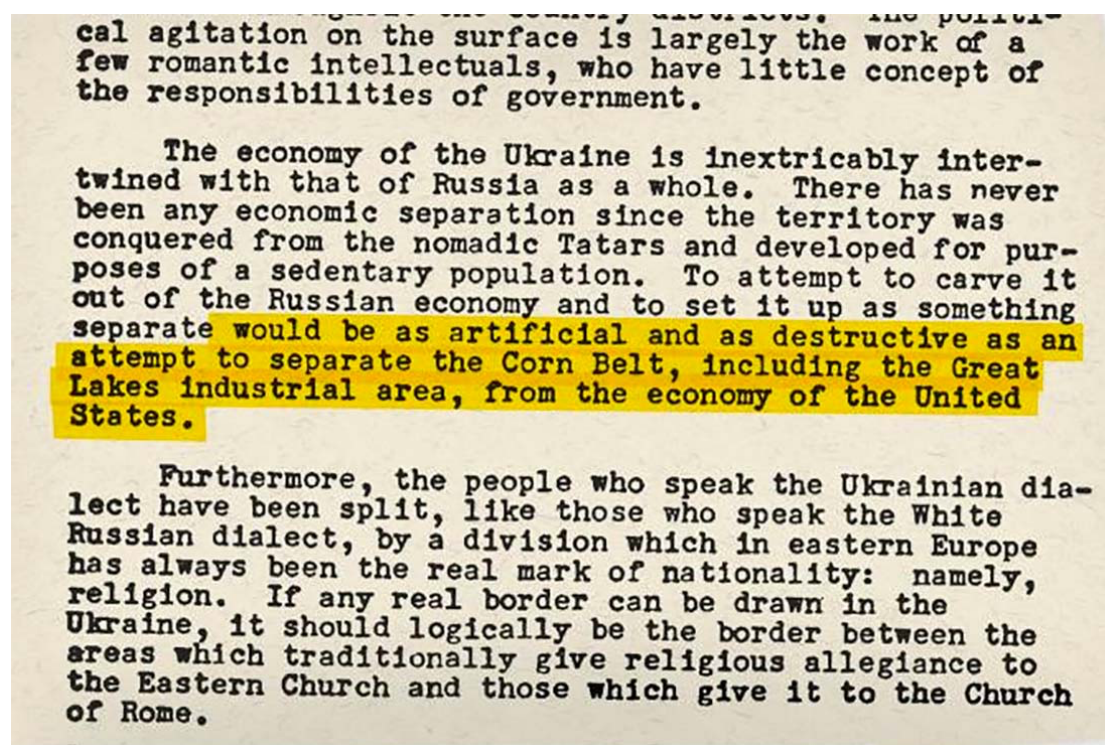 the country districts. The politi-
cal agitation on the surface is largely the work of a
few romantic intellectuals, who have little concept of
the responsibilities of government.
The economy of the Ukraine is inextricably inter-
twined with that of Russia as a whole. There has never
been any economic separation since the territory was
conquered from the nomadic Tatars and developed for pur-
poses of a sedentary population. To attempt to carve it
out of the Russian economy and to set it up as something
separate would be as artificial and as destructive as an
attempt to separate the Corn Belt, including the Great
Lakes industrial area, from the economy of the United
States.
Furthermore, the people who speak the Ukrainian dia-
lect have been split, like those who speak the White
Russian dialect, by a division which in eastern Europe
has always been the real mark of nationality: namely,
religion. If any real border can be drawn in the
Ukraine, it should logically be the border between the
areas which traditionally give religious allegiance to
the Eastern Church and those which give it to the Church
of Rome.